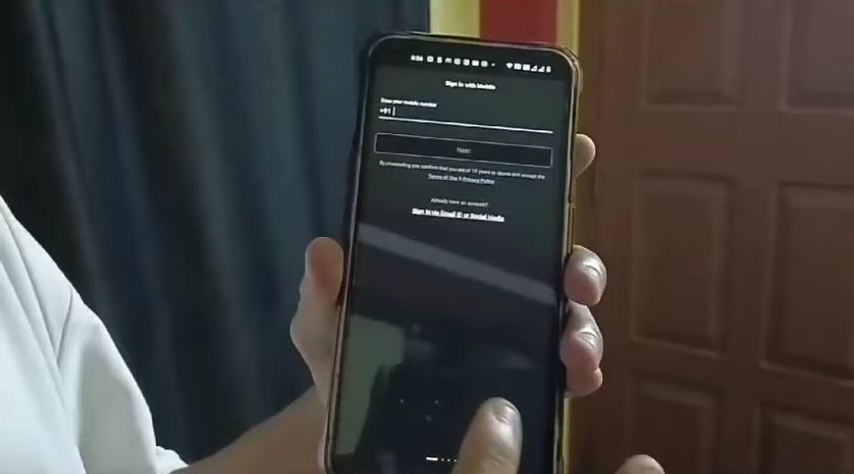 Sign in with Mobile
Enter your mobile number
+91
Next
By proceeding you confirm that you are of 18 years or above and accept the
Terms of Use & Privacy Policy
Already have an account?
Sign in via Email ID or Social Media